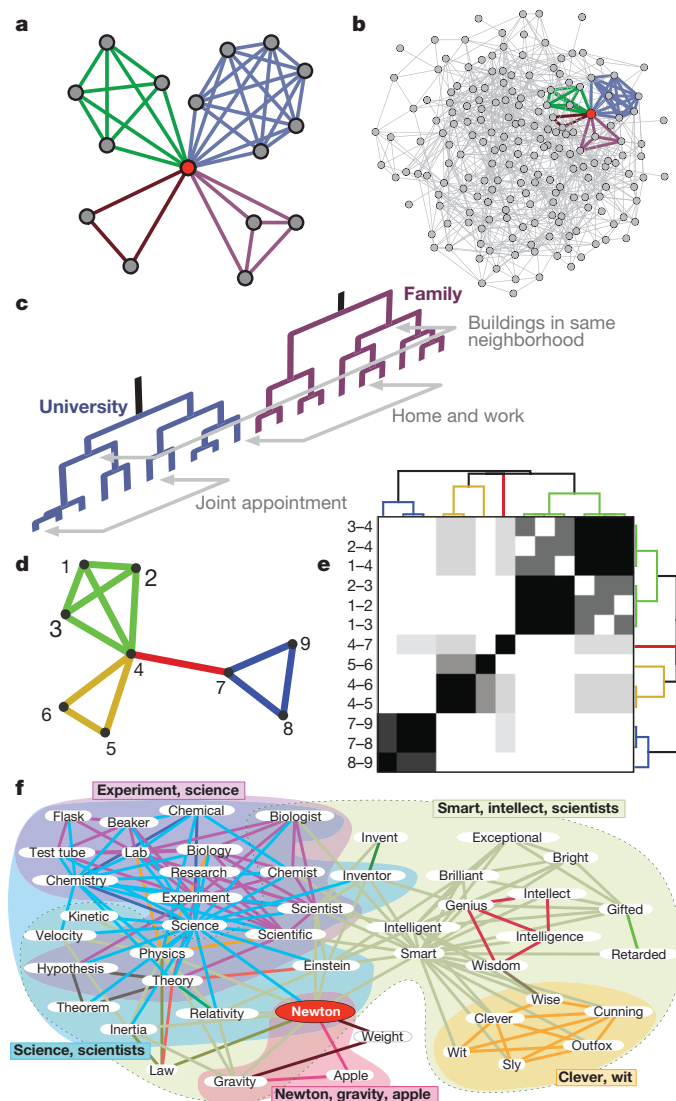 a
b
c
Family
Buildings in same
neighborhood
University
Home and work
Joint appointment
d
1
2
3
4
5
6
7
8
9
e
3–4
2–4
1–4
2–3
1–2
1–3
4–7
5–6
4–6
4–5
7–9
7–8
8–9
f
Experiment, science
Smart, intellect, scientists
Flask
Beaker
Chemical
Biologist
Invent
Exceptional
Test tube
Lab
Biology
Bright
Chemistry
Research
Chemist
Inventor
Brilliant
Experiment
Genius
Intellect
Kinetic
Science
Scientist
Gifted
Velocity
Scientific
Intelligent
Intelligence
Physics
Smart
Retarded
Hypothesis
Theory
Einstein
Wisdom
Theorem
Relativity
Newton
Wise
Inertia
Clever
Cunning
Science, scientists
Weight
Law
Wit
Sly
Outfox
Gravity
Apple
Newton, gravity, apple
Clever, wit